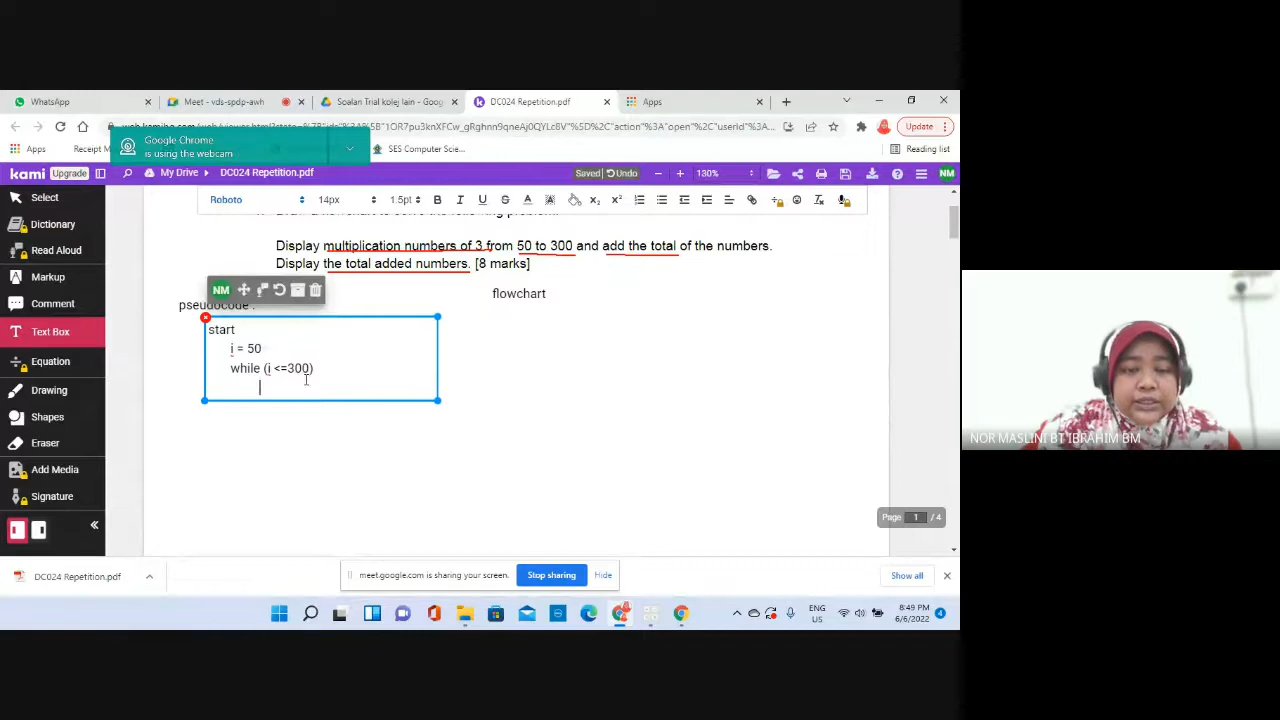 WhatsApp
Meet - vds-spdp-awh
Soalan Trial kolej lain - Goog
DC024 Repetition.pdf
Apps
Update
Google Chrome
is using the webcam
Apps
Receipt M
SES Computer Scie...
Reading list
kami
Upgrade
My Drive
DC024 Repetition.pdf
Saved
Undo
130%
NM
Select
Dictionary
Read Aloud
Markup
Comment
Text Box
Equation
Drawing
Shapes
Eraser
Add Media
Signature
Roboto
14px
1.5pt
Display multiplication numbers of 3 from 50 to 300 and add the total of the numbers.
Display the total added numbers. [8 marks]
NM
flowchart
pseudocode :
start
i = 50
while (i <=300)
Page 1 / 4
NOR MASLINI BT IBRAHIM BM
DC024 Repetition.pdf
meet.google.com is sharing your screen.
Stop sharing
Hide
Show all
ENG
US
8:49 PM
6/6/2022
4